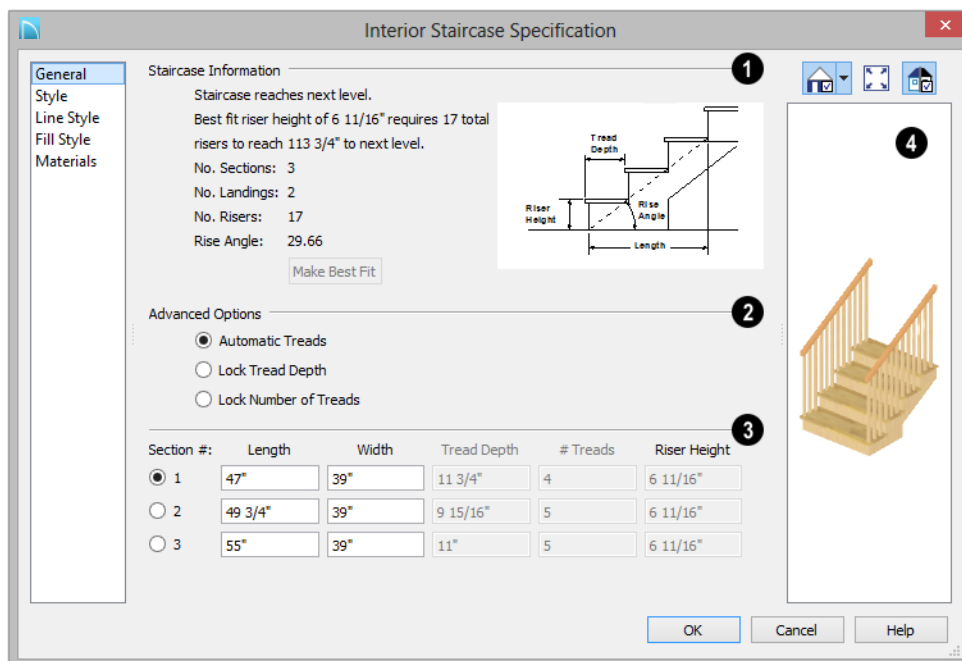 Interior Staircase Specification
General
Style
Line Style
Fill Style
Materials
Staircase Information
1
Staircase reaches next level.
Best fit riser height of 6 11/16" requires 17 total
risers to reach 113 3/4" to next level.
No. Sections: 3
No. Landings: 2
No. Risers: 17
Rise Angle: 29.66
Make Best Fit
Tread
Depth
Riser
Height
Rise
Angle
Length
Advanced Options
2
Automatic Treads
Lock Tread Depth
Lock Number of Treads
3
Section #: Length Width Tread Depth # Treads Riser Height
1 47" 39" 11 3/4" 4 6 11/16"
2 49 3/4" 39" 9 15/16" 5 6 11/16"
3 55" 39" 11" 5 6 11/16"
4
OK Cancel Help